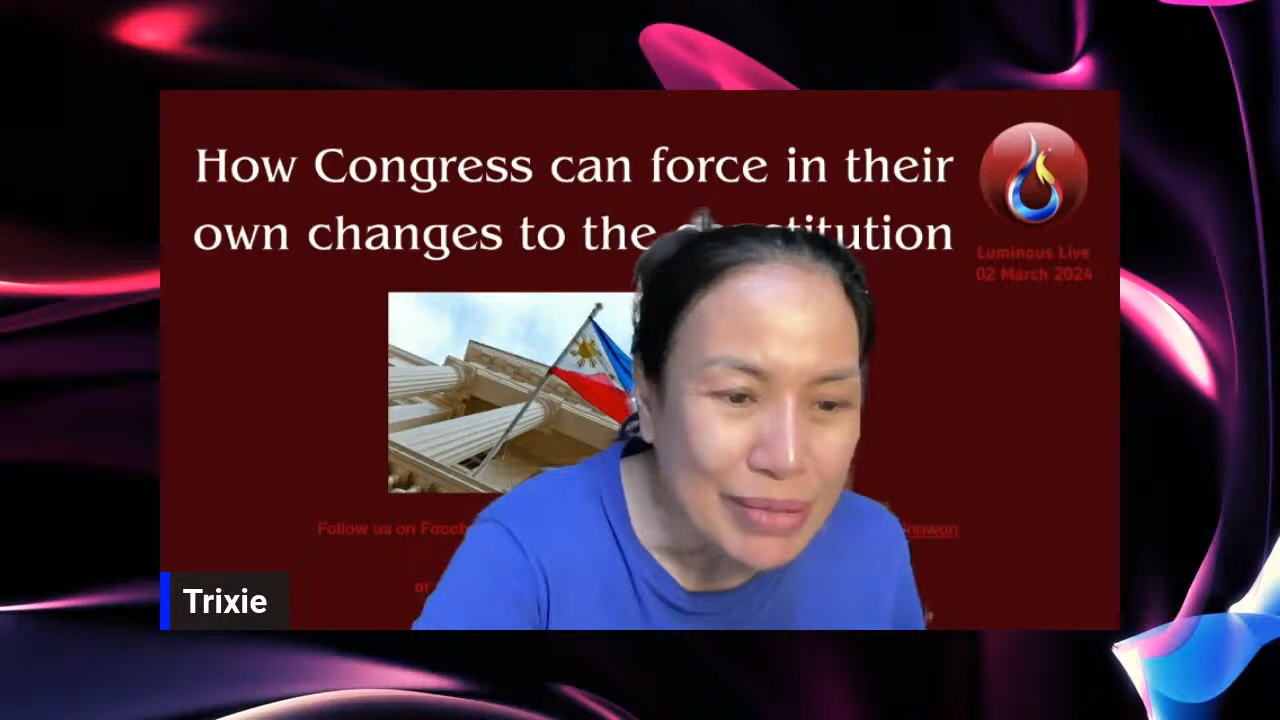 How Congress can force in their
own changes to the constitution
Luminous Live
02 March 2024
Follow us on
Trixie